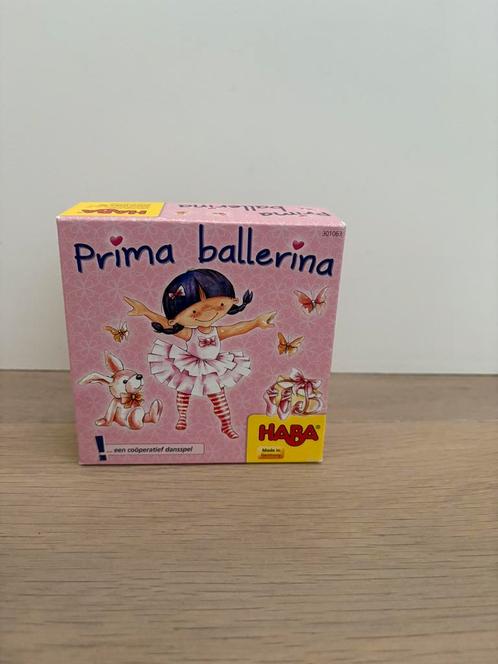 HABA
Prima
ballerina
301063
Prima ballerina
HABA®
Made in
Germany
! ... een coöperatief dansspel